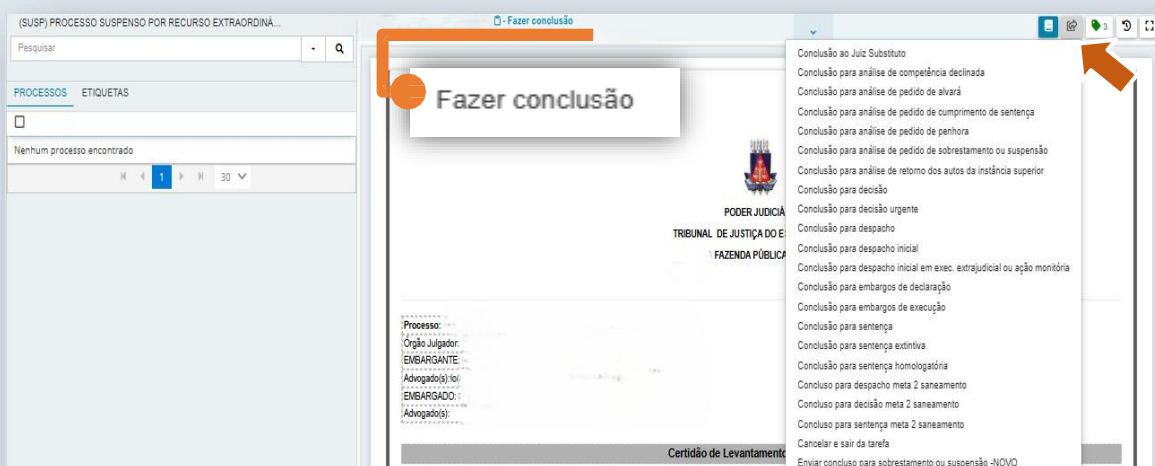 (SUSP) PROCESSO SUSPENSO POR RECURSO EXTRAORDINÁ...
Pesquisar
PROCESSOS ETIQUETAS
Nenhum processo encontrado
1 30
- Fazer conclusão
3
Fazer conclusão
PODER JUDICIÁ
TRIBUNAL DE JUSTIÇA DO E
FAZENDA PÚBLICA
Processo:
Órgão Julgador:
EMBARGANTE:
Advogado(s):
EMBARGADO:
Advogado(s):
Certidão de Levantamento
Conclusão ao Juiz Substituto
Conclusão para análise de competência declinada
Conclusão para análise de pedido de alvará
Conclusão para análise de pedido de cumprimento de sentença
Conclusão para análise de pedido de penhora
Conclusão para análise de pedido de sobrestamento ou suspensão
Conclusão para análise de retorno dos autos da instância superior
Conclusão para decisão
Conclusão para decisão urgente
Conclusão para despacho
Conclusão para despacho inicial
Conclusão para despacho inicial em exec. extrajudicial ou ação monitória
Conclusão para embargos de declaração
Conclusão para embargos de execução
Conclusão para sentença
Conclusão para sentença extintiva
Conclusão para sentença homologatória
Concluso para despacho meta 2 saneamento
Concluso para decisão meta 2 saneamento
Concluso para sentença meta 2 saneamento
Cancelar e sair da tarefa
Enviar concluso para sobrestamento ou suspensão -NOVO